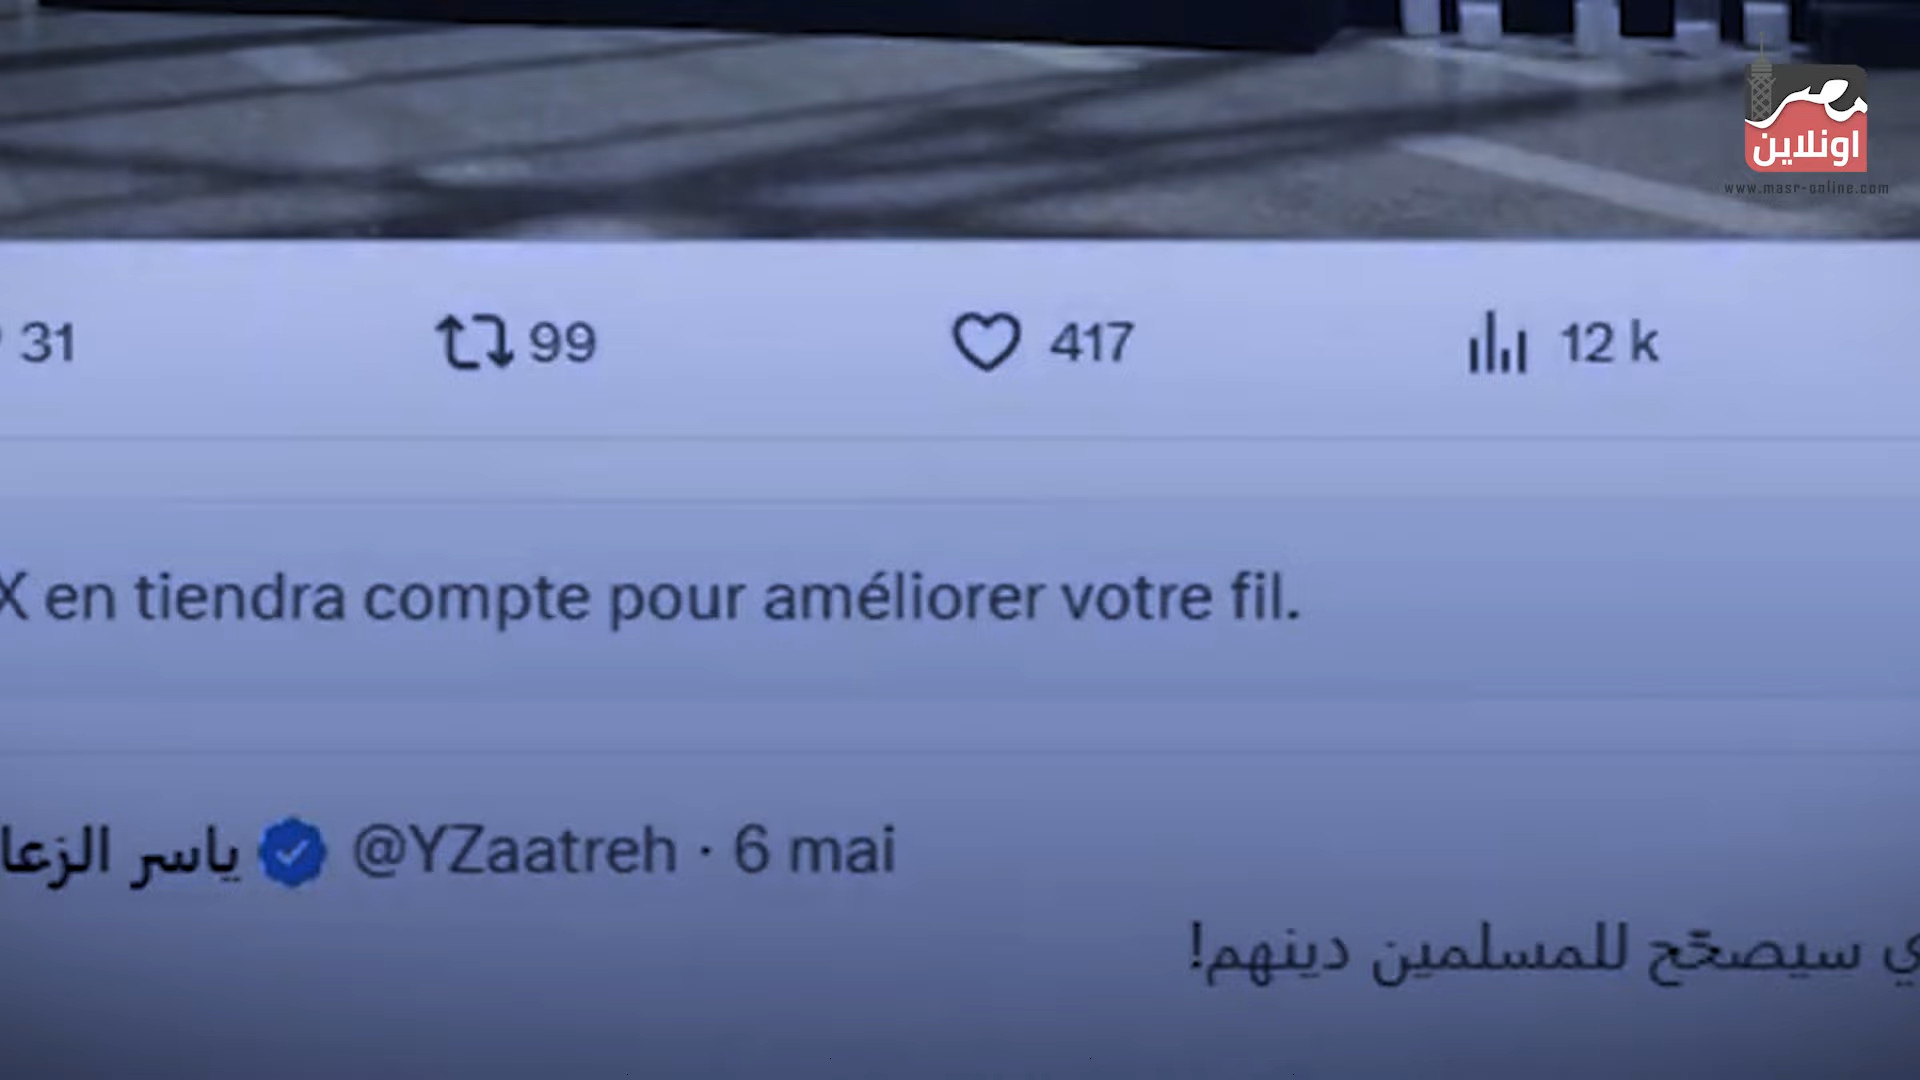 مصر
اونلاين
www.masr-online.com
31 99 417 12 k
X en tiendra compte pour améliorer votre fil.
ياسر @YZaatreh · 6 mai
سيصحّح للمسلمين دينهم!